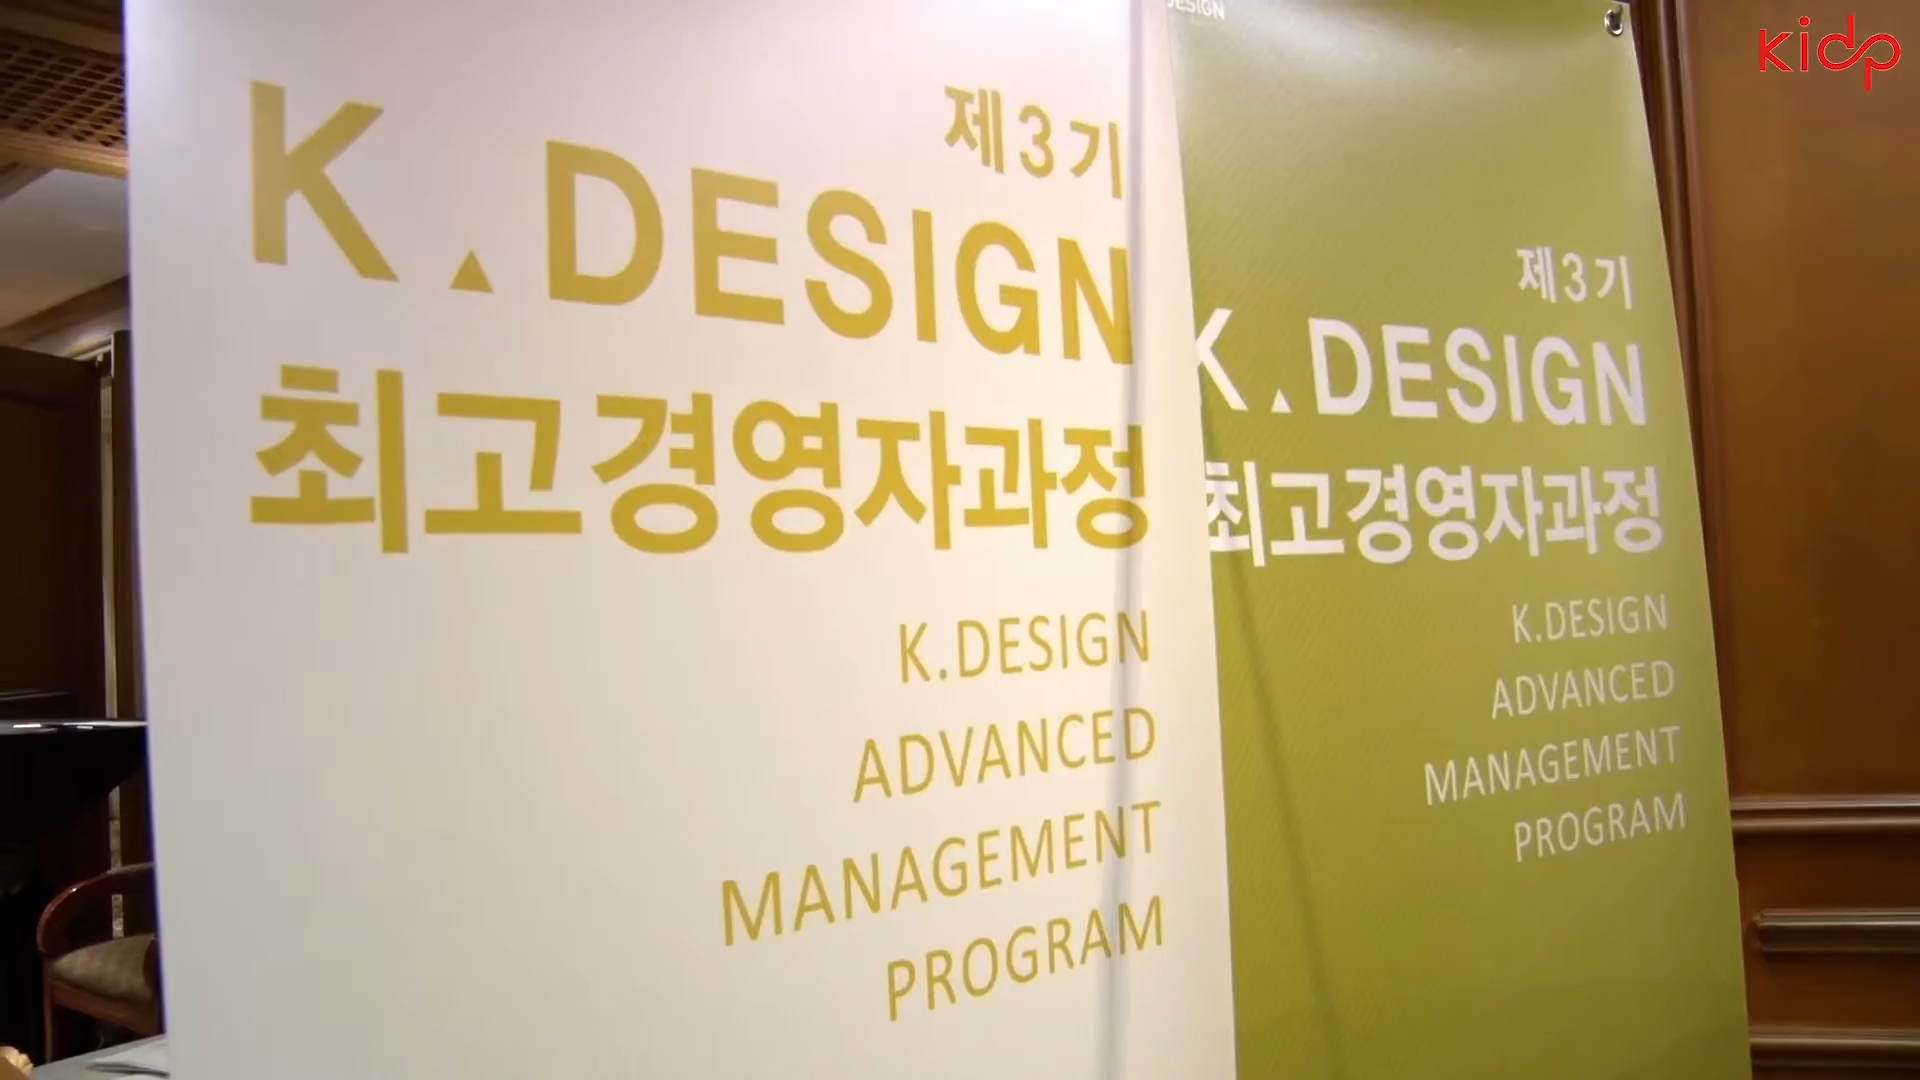 제3기
K.DESIGN
최고경영자과정
K.DESIGN
ADVANCED
MANAGEMENT
PROGRAM
DESIGN
제3기
K.DESIGN
최고경영자과정
K.DESIGN
ADVANCED
MANAGEMENT
PROGRAM
kidp